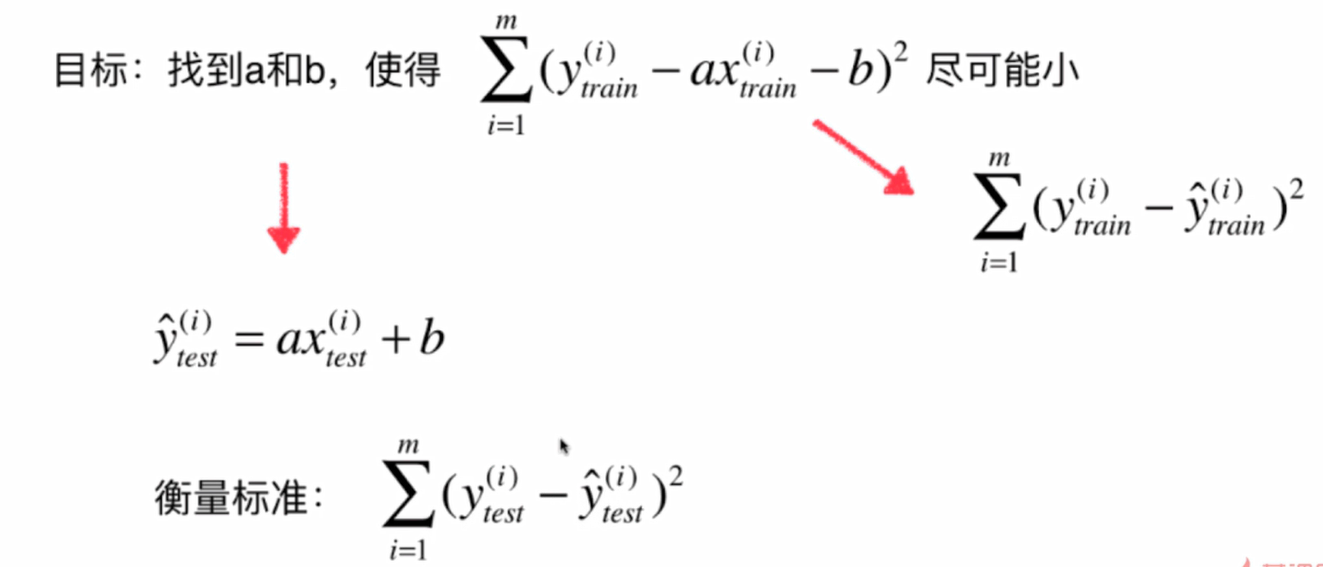 目标：找到a和b，使得 $\sum_{i=1}^{m}(y_{train}^{(i)} - ax_{train}^{(i)} - b)^2$ 尽可能小
$\sum_{i=1}^{m}(y_{train}^{(i)} - \hat{y}_{train}^{(i)})^2$
$\hat{y}_{test}^{(i)} = ax_{test}^{(i)} + b$
衡量标准： $\sum_{i=1}^{m}(y_{test}^{(i)} - \hat{y}_{test}^{(i)})^2$